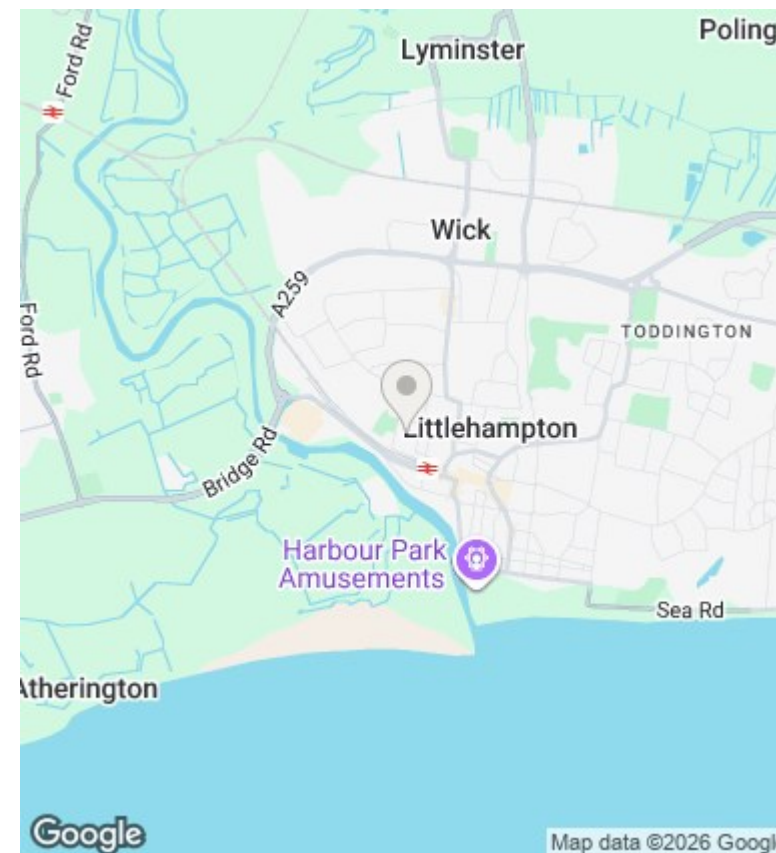 Poling
Lyminster
Ford Rd
Wick
A259
TODDINGTON
Ford Rd
Littlehampton
Bridge Rd
Harbour Park
Amusements
Sea Rd
Atherington
Google
Map data ©2026 Google